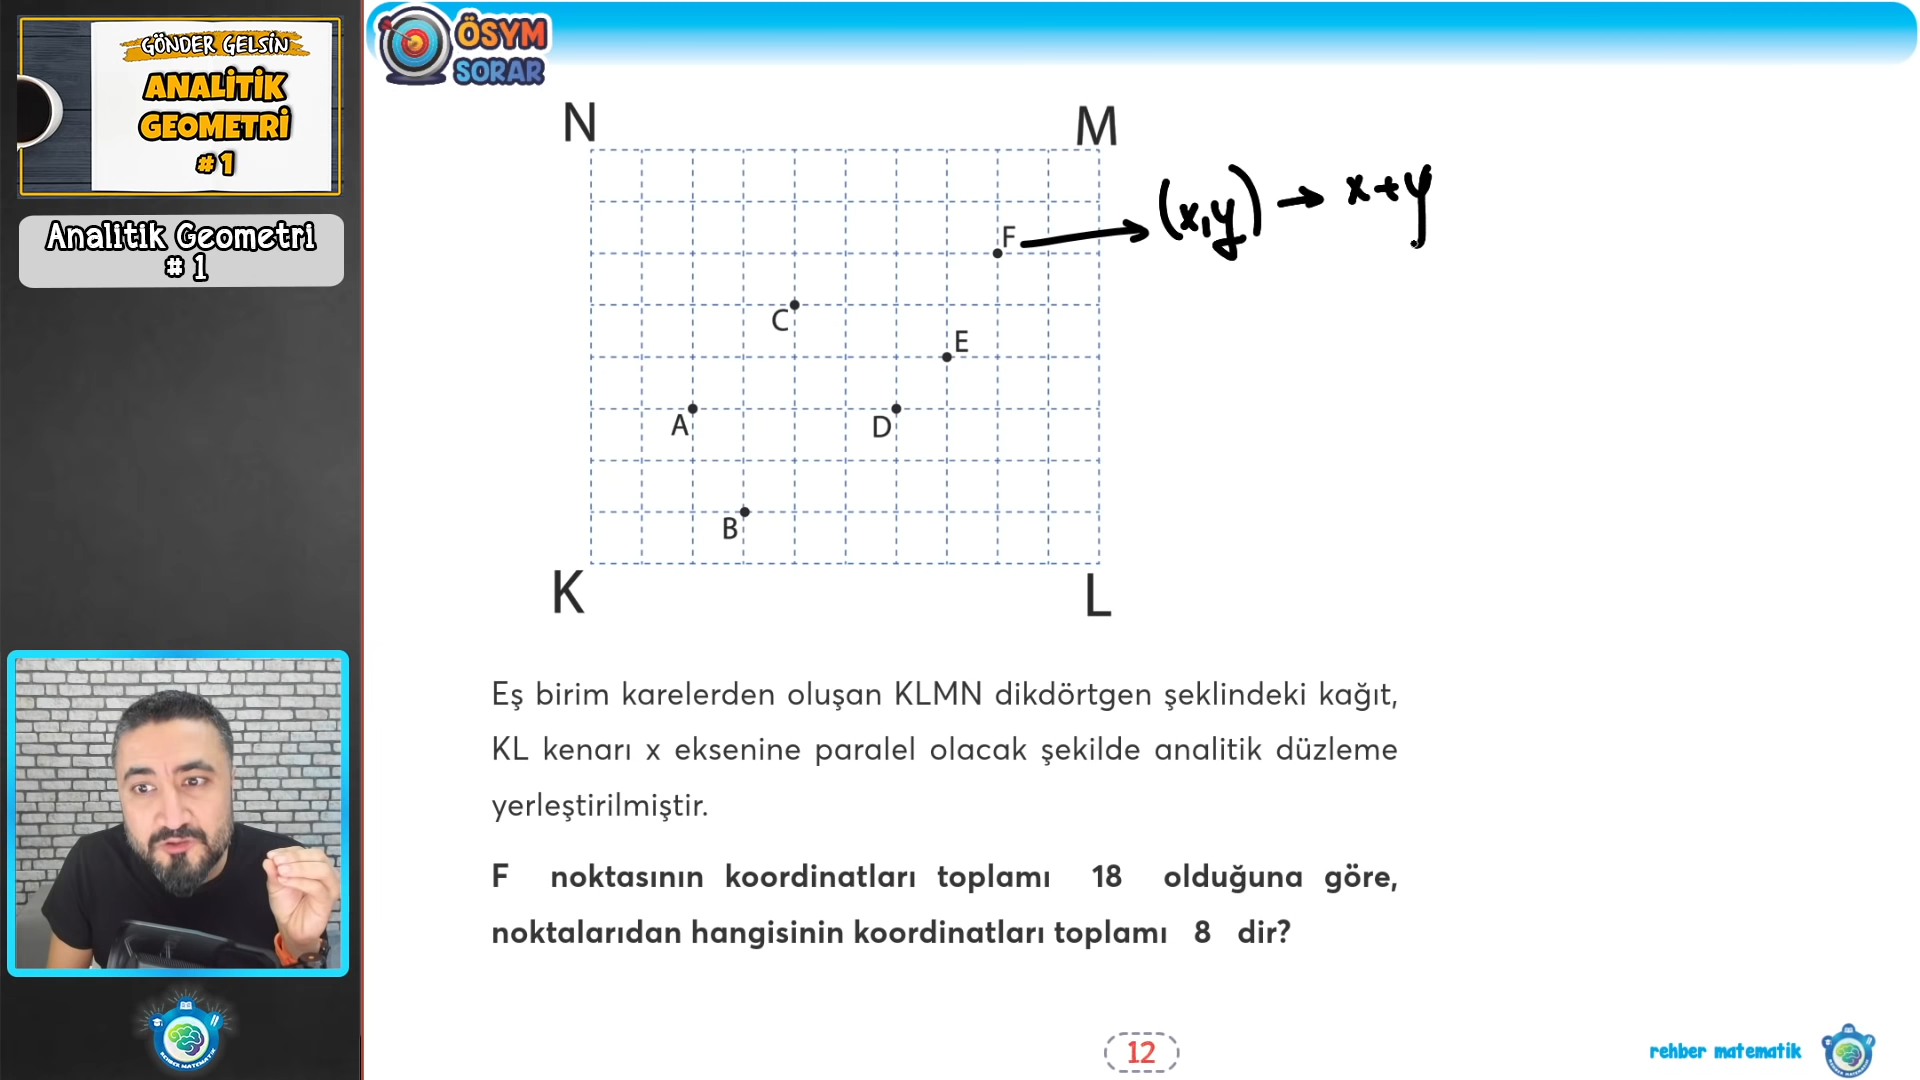 GÖNDER GELSİN
ANALİTİK
GEOMETRİ
#1
Analitik Geometri
# 1
ÖSYM
SORAR
N
M
(x,y) → x+y
F
C
E
A
D
B
K
L
Eş birim karelerden oluşan KLMN dikdörtgen şeklindeki kağıt,
KL kenarı x eksenine paralel olacak şekilde analitik düzleme
yerleştirilmiştir.
F noktasının koordinatları toplamı 18 olduğuna göre,
noktalarıdan hangisinin koordinatları toplamı 8 dir?
12
REHBER MATEMATİK
rehber matematik